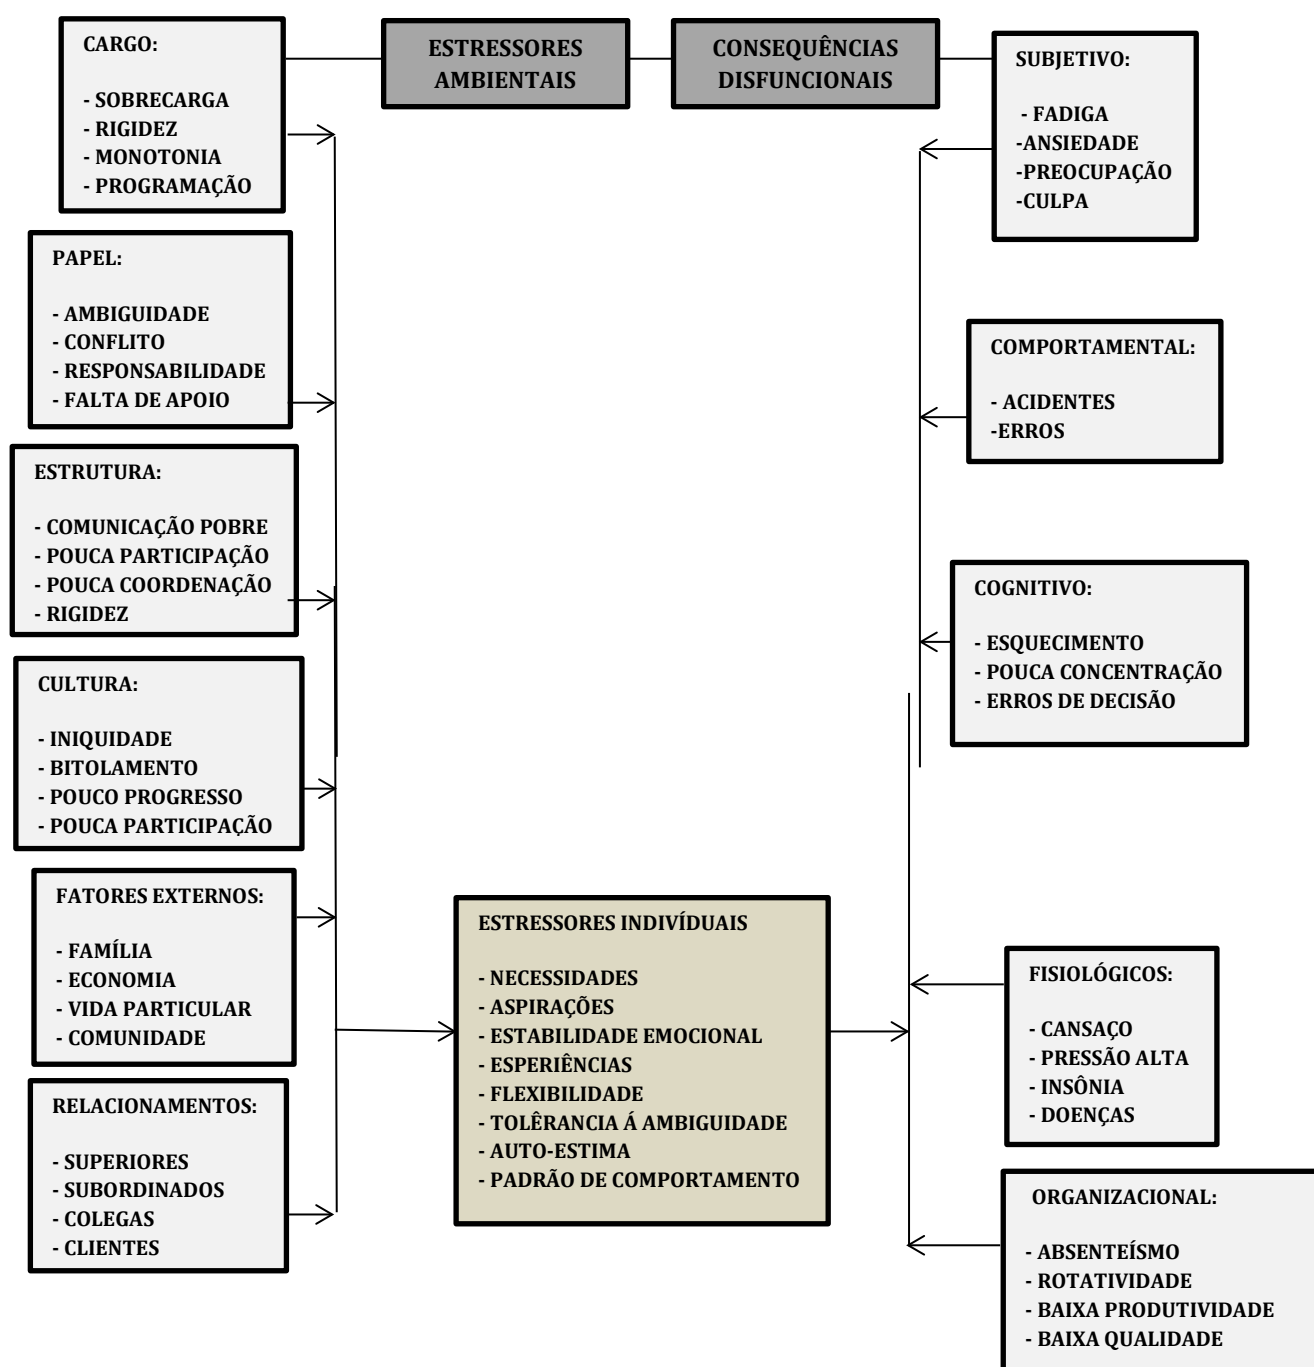 CARGO:
- SOBRECARGA
- RIGIDEZ
- MONOTONIA
- PROGRAMAÇÃO
ESTRESSORES
AMBIENTAIS
CONSEQUÊNCIAS
DISFUNCIONAIS
SUBJETIVO:
- FADIGA
-ANSIEDADE
-PREOCUPAÇÃO
-CULPA
PAPEL:
- AMBIGUIDADE
- CONFLITO
- RESPONSABILIDADE
- FALTA DE APOIO
COMPORTAMENTAL:
- ACIDENTES
-ERROS
ESTRUTURA:
- COMUNICAÇÃO POBRE
- POUCA PARTICIPAÇÃO
- POUCA COORDENAÇÃO
- RIGIDEZ
COGNITIVO:
- ESQUECIMENTO
- POUCA CONCENTRAÇÃO
- ERROS DE DECISÃO
CULTURA:
- INIQUIDADE
- BITOLAMENTO
- POUCO PROGRESSO
- POUCA PARTICIPAÇÃO
FATORES EXTERNOS:
- FAMÍLIA
- ECONOMIA
- VIDA PARTICULAR
- COMUNIDADE
ESTRESSORES INDIVÍDUAIS
- NECESSIDADES
- ASPIRAÇÕES
- ESTABILIDADE EMOCIONAL
- ESPERIÊNCIAS
- FLEXIBILIDADE
- TOLÊRANCIA Á AMBIGUIDADE
- AUTO-ESTIMA
- PADRÃO DE COMPORTAMENTO
FISIOLÓGICOS:
- CANSAÇO
- PRESSÃO ALTA
- INSÔNIA
- DOENÇAS
RELACIONAMENTOS:
- SUPERIORES
- SUBORDINADOS
- COLEGAS
- CLIENTES
ORGANIZACIONAL:
- ABSENTEÍSMO
- ROTATIVIDADE
- BAIXA PRODUTIVIDADE
- BAIXA QUALIDADE